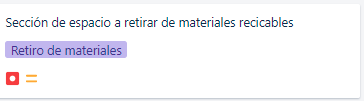 Sección de espacio a retirar de materiales recicables
Retiro de materiales